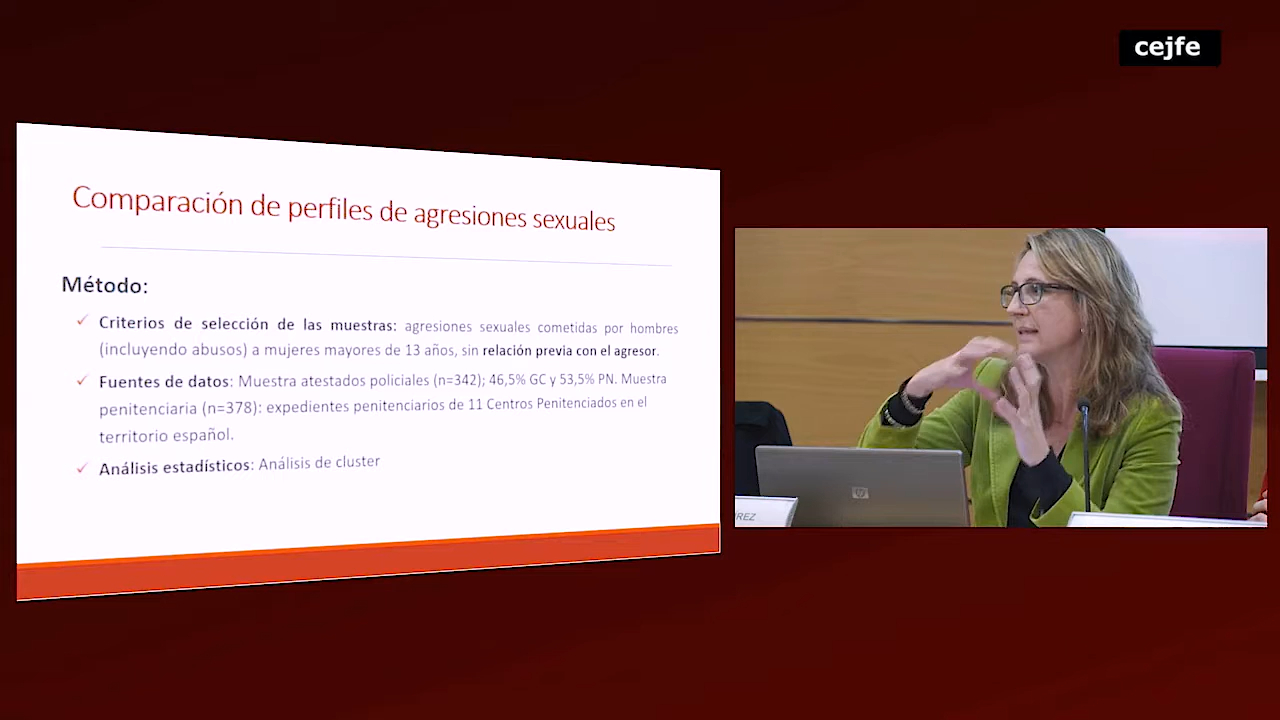 cejfe
Comparación de perfiles de agresiones sexuales
Método:
✓ Criterios de selección de las muestras: agresiones sexuales cometidas por hombres
(incluyendo abusos) a mujeres mayores de 13 años, sin relación previa con el agresor.
✓ Fuentes de datos: Muestra atestados policiales (n=342); 46,5% GC y 53,5% PN. Muestra
penitenciaria (n=378): expedientes penitenciarios de 11 Centros Penitenciados en el
territorio español.
✓ Análisis estadísticos: Análisis de cluster
hp